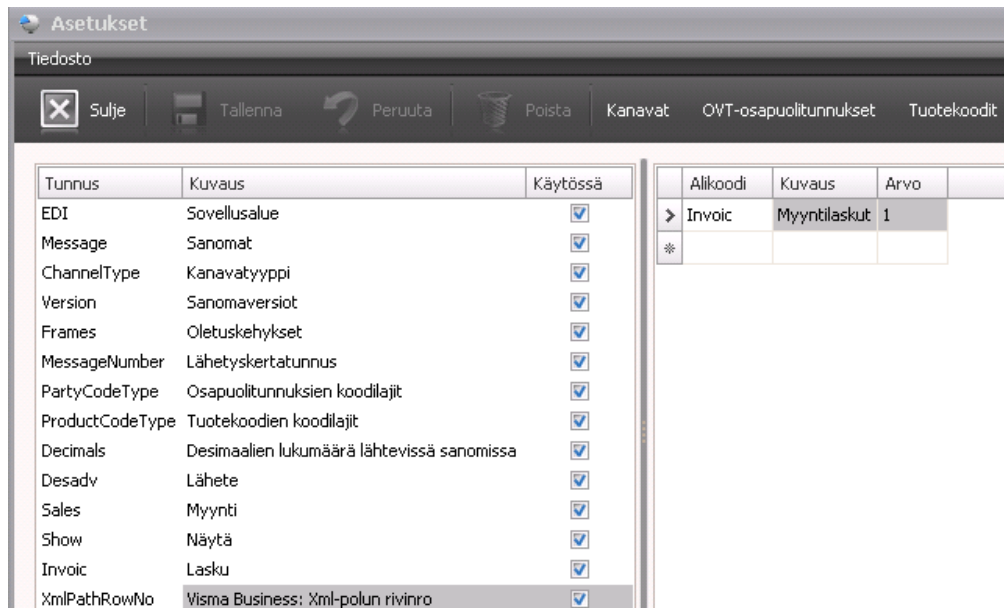 Asetukset
Tiedosto
Sulje Tallenna Peruuta Poista Kanavat OVT-osapuolitunnukset Tuotekoodit
Tunnus Kuvaus Käytössä
EDI Sovellusalue
Message Sanomat
ChannelType Kanavatyyppi
Version Sanomaversiot
Frames Oletuskehykset
MessageNumber Lähetyskertatunnus
PartyCodeType Osapuolitunnuksien koodilajit
ProductCodeType Tuotekoodien koodilajit
Decimals Desimaalien lukumäärä lähtevissä sanomissa
Desadv Lähete
Sales Myynti
Show Näytä
Invoic Lasku
XmlPathRowNo Visma Business: Xml-polun rivinro
Alikoodi Kuvaus Arvo
Invoic Myyntilaskut 1